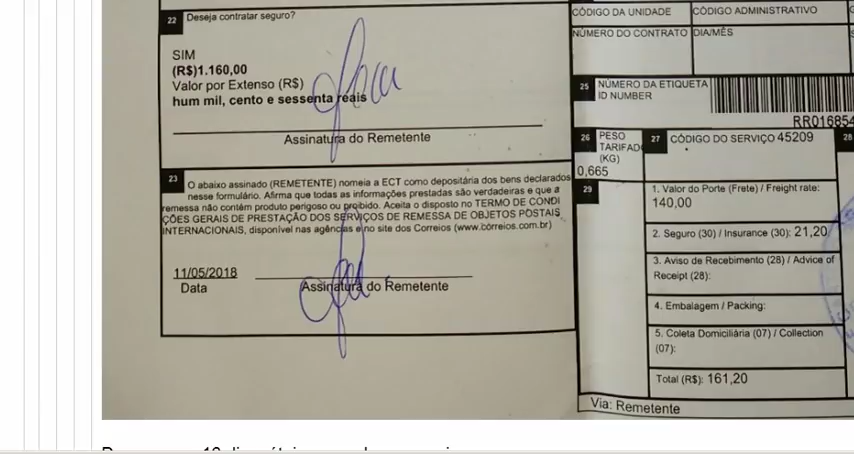 22 Deseja contratar seguro?
SIM
(R$)1.160,00
Valor por Extenso (R$)
hum mil, cento e sessenta reais
Assinatura do Remetente
23 O abaixo assinado (REMETENTE) nomeia a ECT como depositária dos bens declarados
nesse formulário. Afirma que todas as informações prestadas são verdadeiras e que a
remessa não contém produto perigoso ou proibido. Aceita o disposto no TERMO DE CONDI
ÇÕES GERAIS DE PRESTAÇÃO DOS SERVIÇOS DE REMESSA DE OBJETOS POSTAIS
INTERNACIONAIS, disponível nas agências e no site dos Correios (www.correios.com.br)
11/05/2018
Data
Assinatura do Remetente
CÓDIGO DA UNIDADE
CÓDIGO ADMINISTRATIVO
NÚMERO DO CONTRATO
DIA/MÊS
25 NÚMERO DA ETIQUETA
ID NUMBER
RR016854
26 PESO
TARIFAD
(KG)
0,665
27 CÓDIGO DO SERVIÇO 45209
28
29
1. Valor do Porte (Frete) / Freight rate:
140,00
2. Seguro (30) / Insurance (30): 21,20
3. Aviso de Recebimento (28) / Advice of
Receipt (28):
4. Embalagem / Packing:
5. Coleta Domiciliária (07) / Collection
(07):
Total (R$): 161,20
Via: Remetente